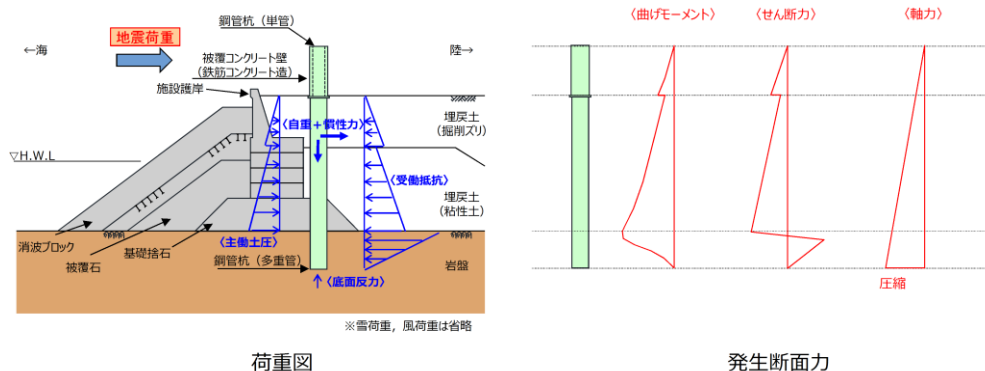 鋼管杭（単管）
〈曲げモーメント〉
〈せん断力〉
〈軸力〉
地震荷重
←海
陸→
被覆コンクリート壁
（鉄筋コンクリート造）
施設護岸
〈自重＋慣性力〉
埋戻土
（掘削ズリ）
▽H.W.L
〈受働抵抗〉
埋戻土
（粘性土）
消波ブロック
被覆石
基礎捨石
〈主働土圧〉
鋼管杭（多重管）
岩盤
〈底面反力〉
圧縮
※雪荷重，風荷重は省略
荷重図
発生断面力